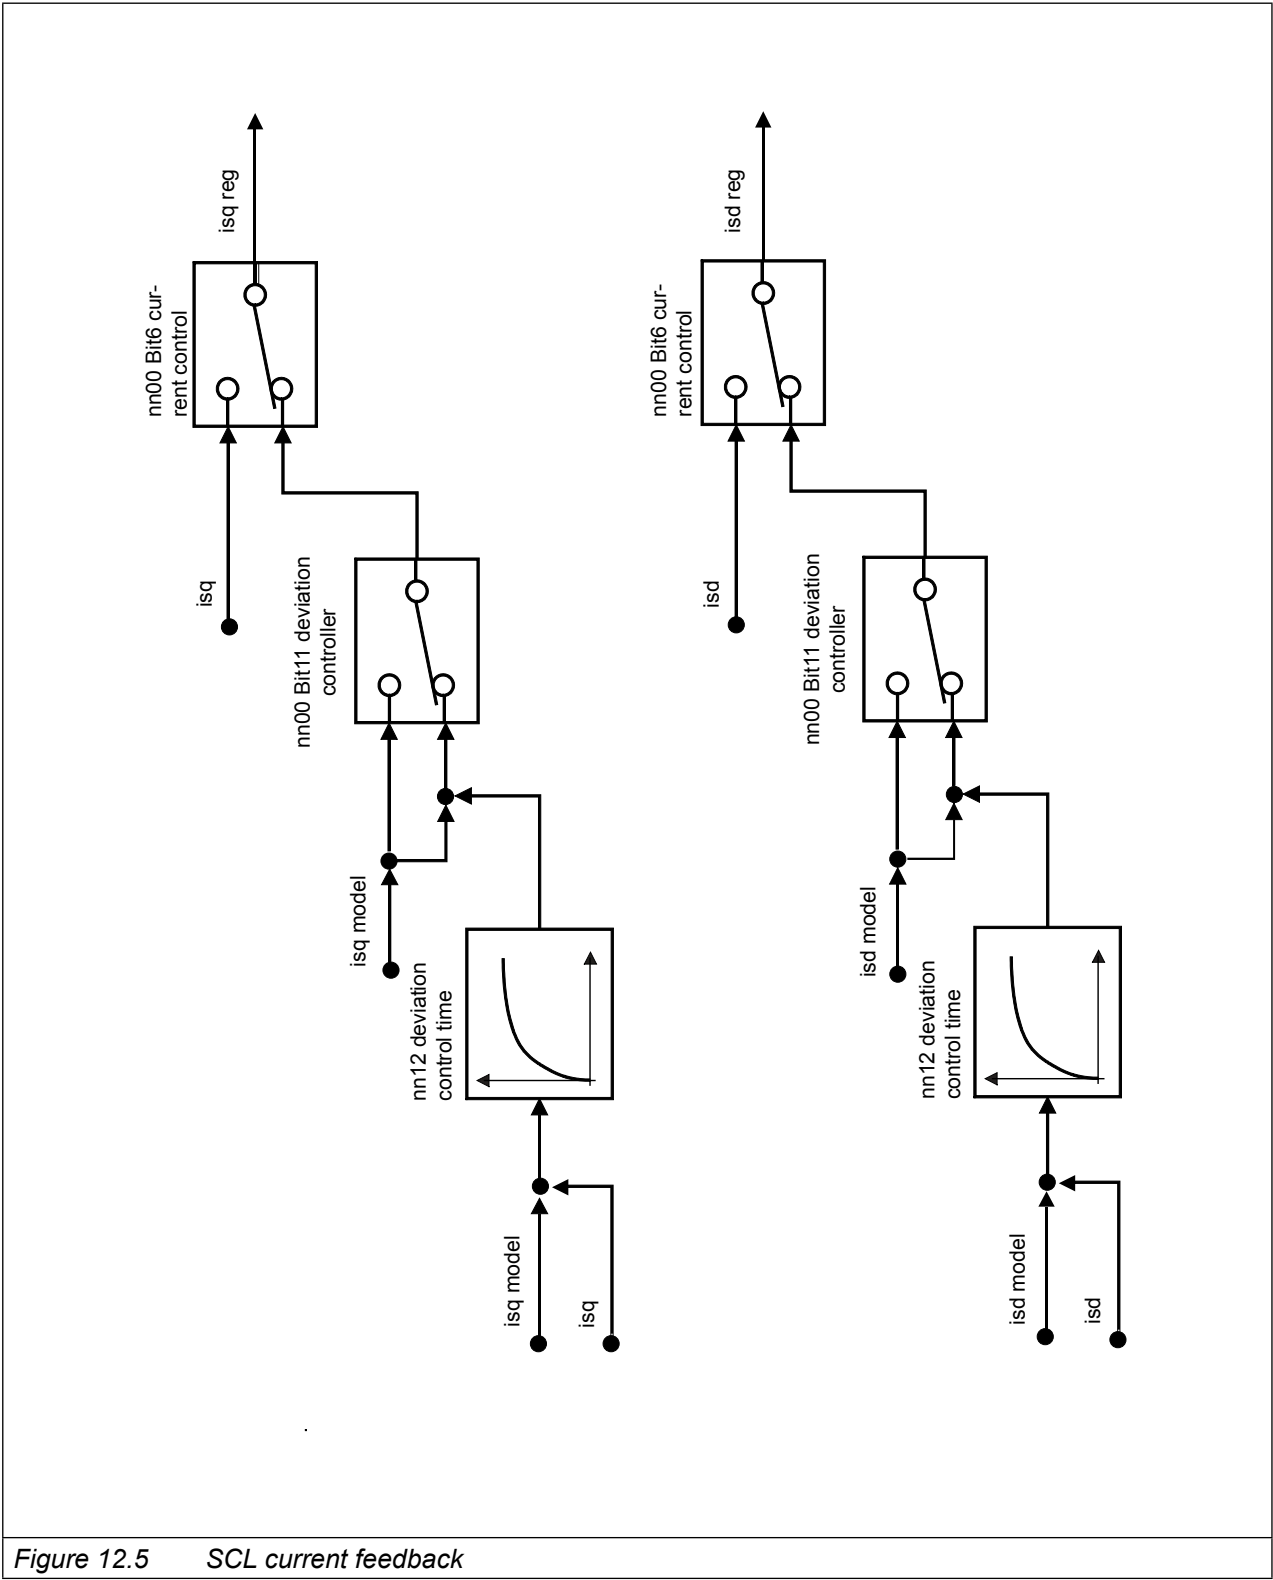 isq reg
nn00 Bit6 cur-
rent control
isq
nn00 Bit11 deviation
controller
isq model
nn12 deviation
control time
isq model
isq
isd reg
nn00 Bit6 cur-
rent control
isd
nn00 Bit11 deviation
controller
isd model
nn12 deviation
control time
isd model
isd
Figure 12.5 SCL current feedback